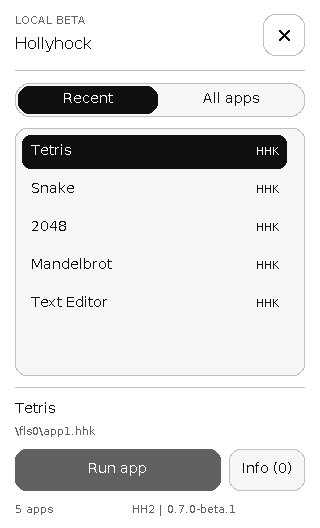 LOCAL BETA
Hollyhock
✕
Recent All apps
Tetris HHK
Snake HHK
2048 HHK
Mandelbrot HHK
Text Editor HHK
Tetris
\fls0\app1.hhk
Run app Info (0)
5 apps HH2 | 0.7.0-beta.1